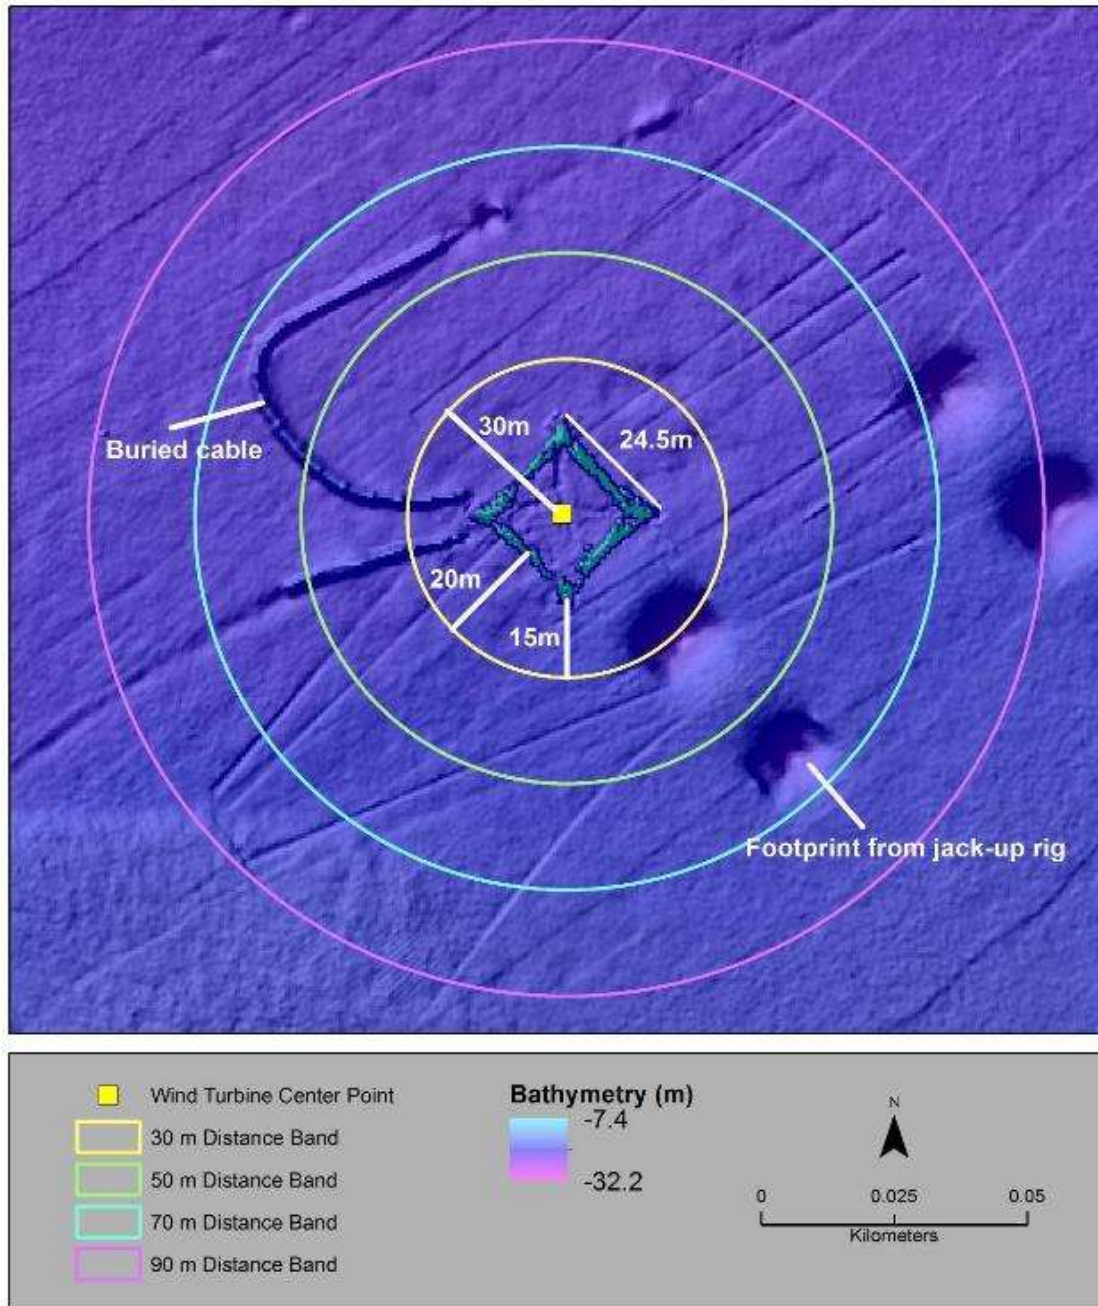 30m
24.5m
Buried cable
20m
15m
Footprint from jack-up rig
Wind Turbine Center Point
30 m Distance Band
50 m Distance Band
70 m Distance Band
90 m Distance Band
Bathymetry (m)
-7.4
-32.2
N
0 0.025 0.05
Kilometers